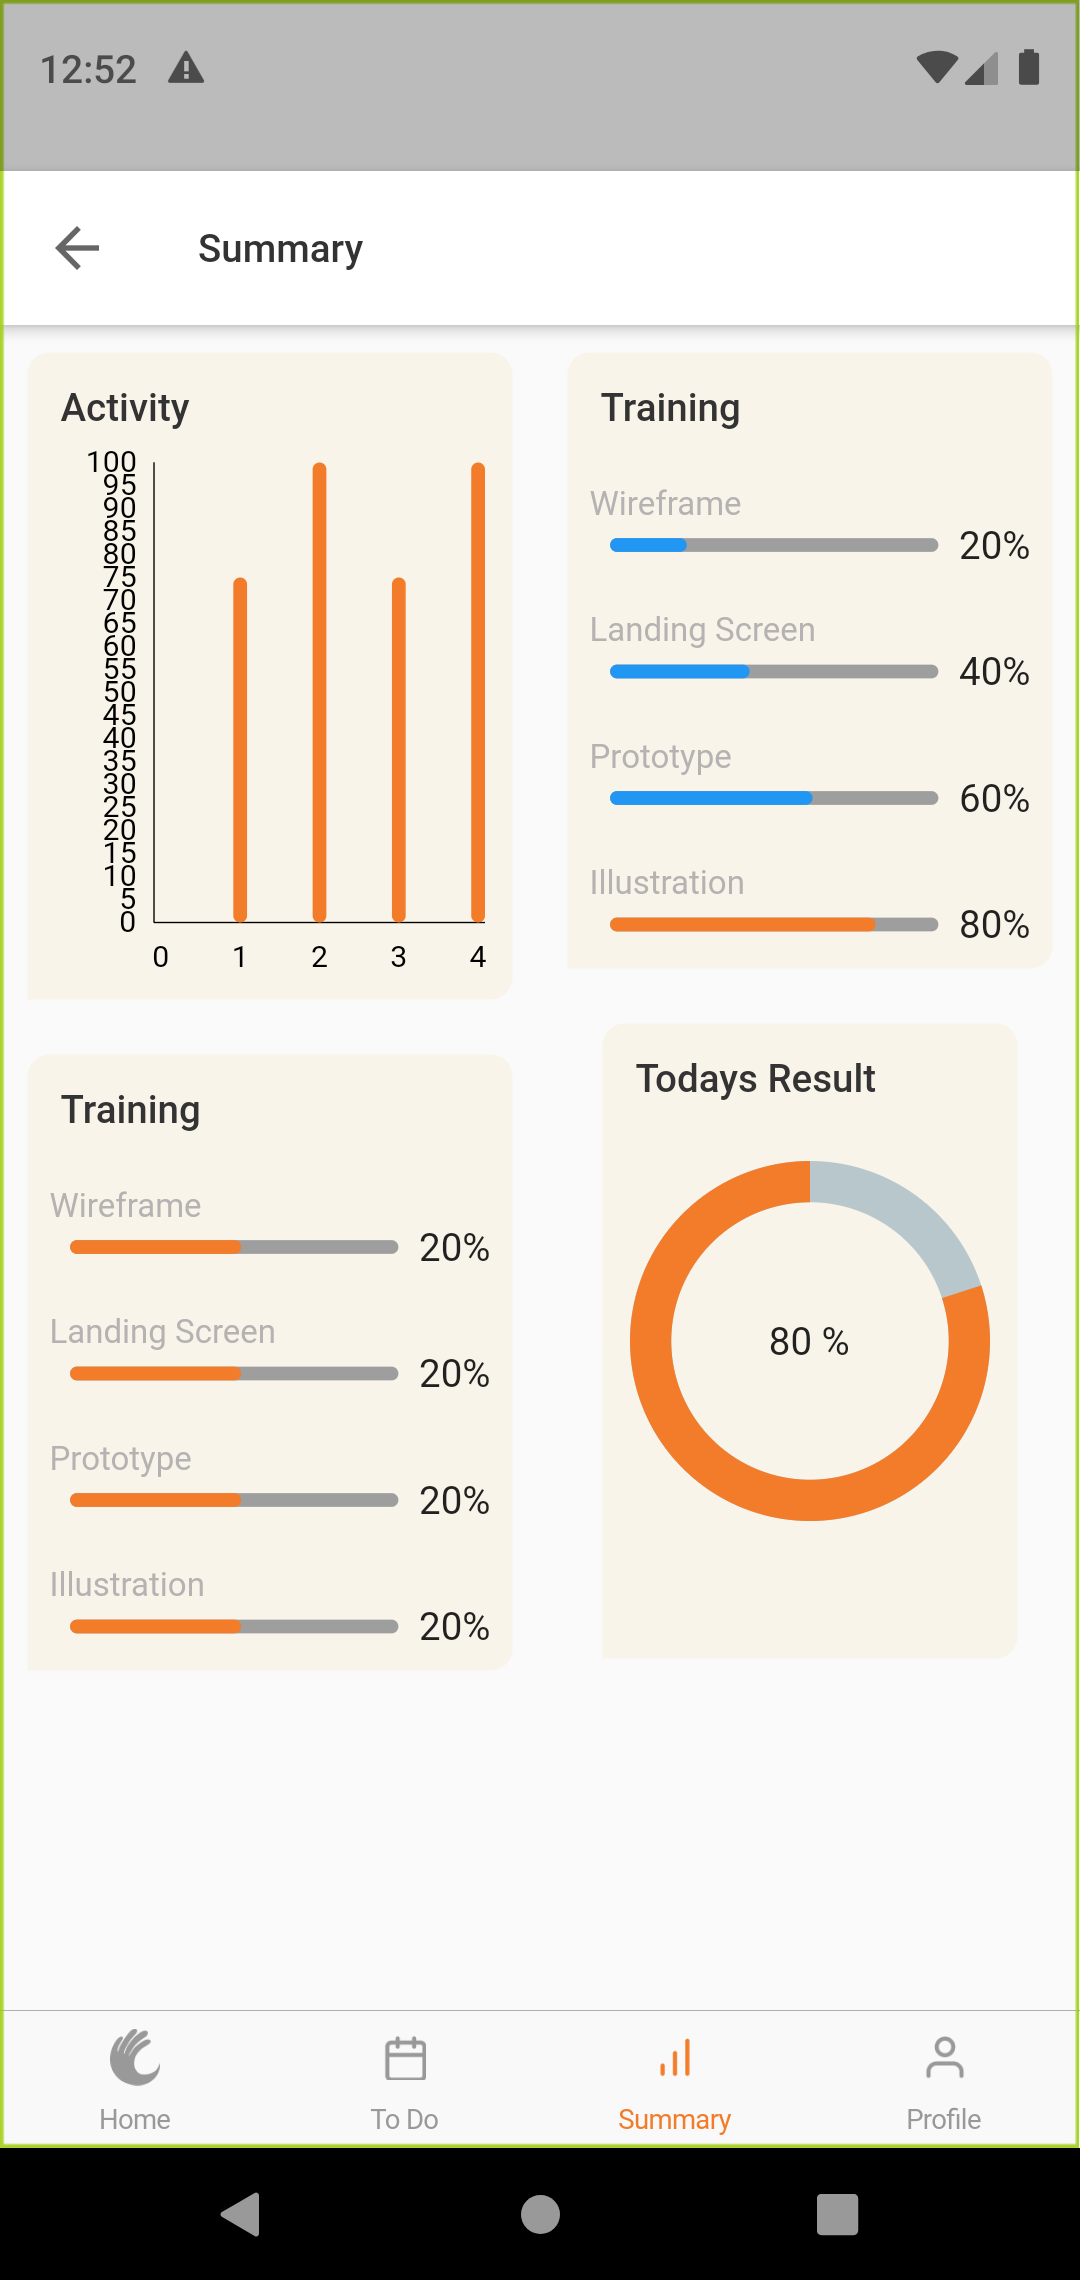 12:52
Summary
Activity
100
95
90
85
80
75
70
65
60
55
50
45
40
35
30
25
20
15
10
5
0
0 1 2 3 4
Training
Wireframe
20%
Landing Screen
40%
Prototype
60%
Illustration
80%
Training
Wireframe
20%
Landing Screen
20%
Prototype
20%
Illustration
20%
Todays Result
80 %
Home To Do Summary Profile